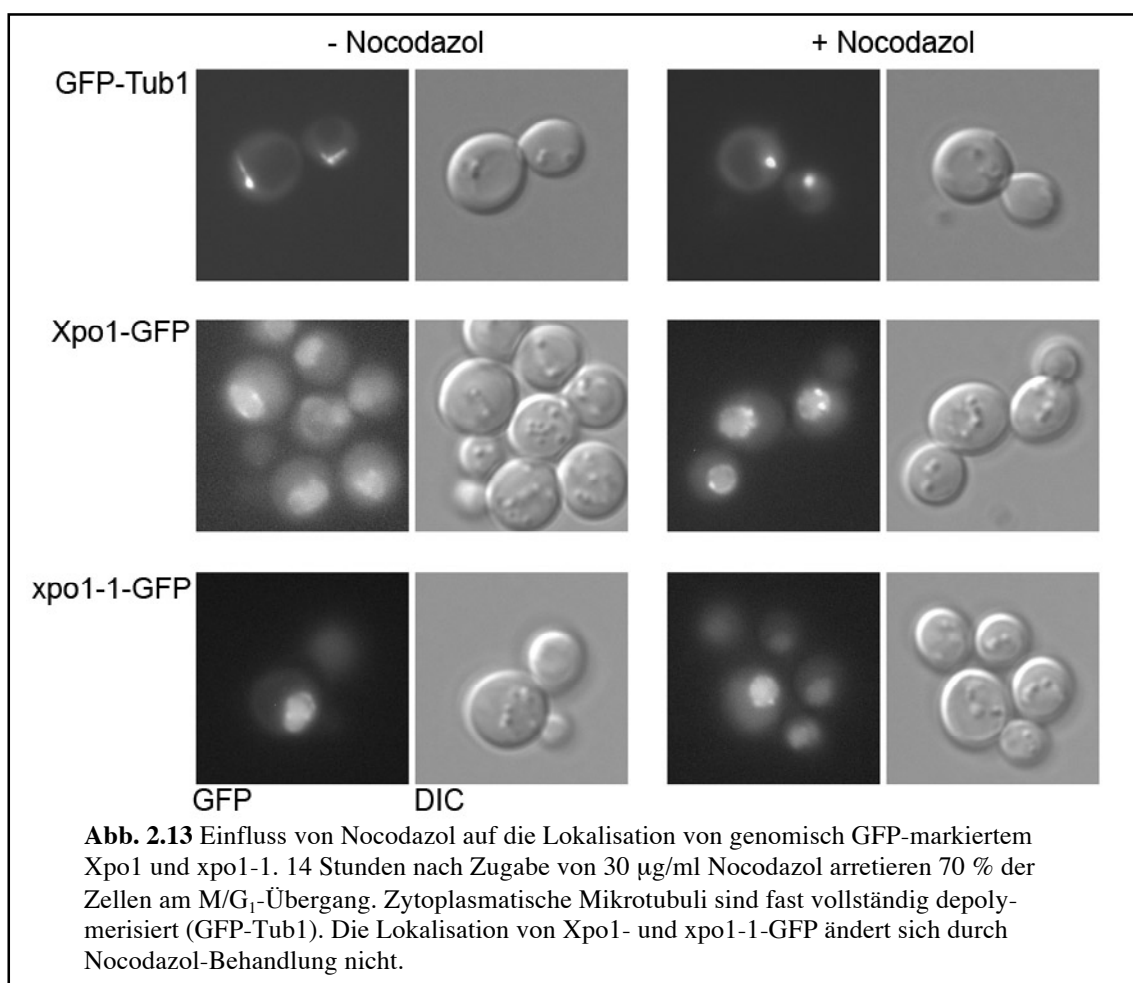 - Nocodazol + Nocodazol
GFP-Tub1
Xpo1-GFP
xpo1-1-GFP
GFP DIC
Abb. 2.13 Einfluss von Nocodazol auf die Lokalisation von genomisch GFP-markiertem
Xpo1 und xpo1-1. 14 Stunden nach Zugabe von 30 µg/ml Nocodazol arretieren 70 % der
Zellen am M/G₁-Übergang. Zytoplasmatische Mikrotubuli sind fast vollständig depoly-
merisiert (GFP-Tub1). Die Lokalisation von Xpo1- und xpo1-1-GFP ändert sich durch
Nocodazol-Behandlung nicht.